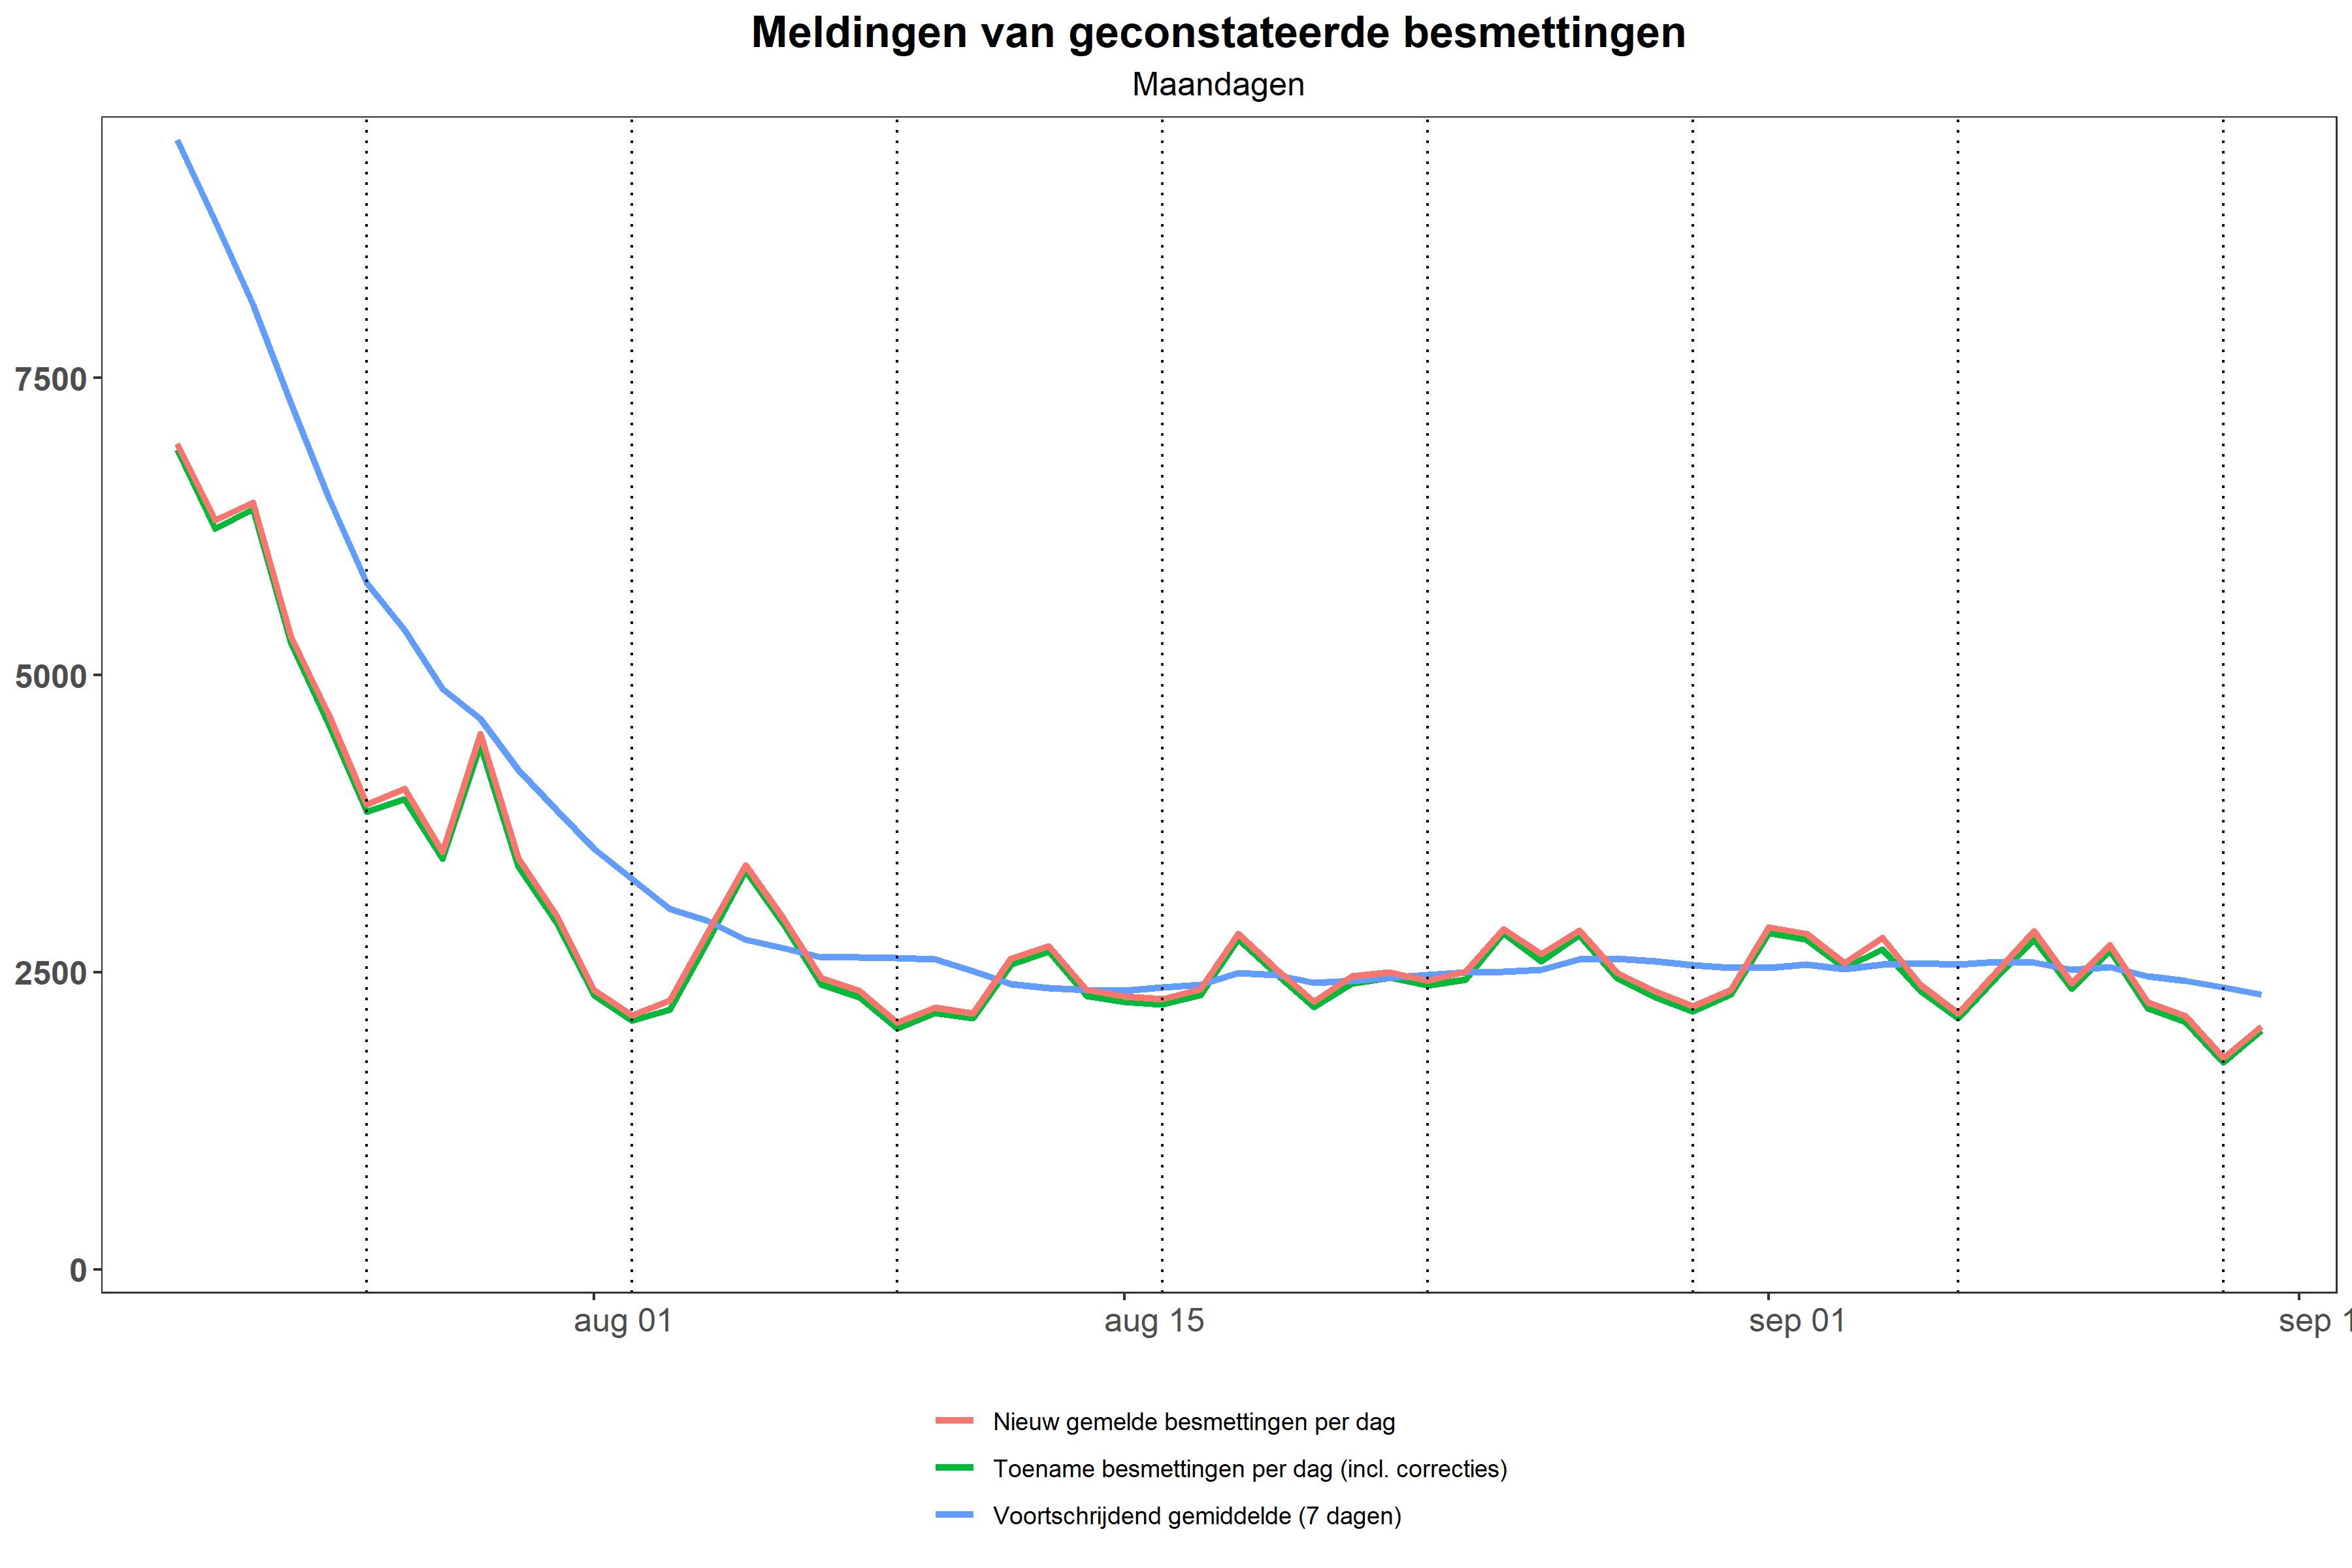 Meldingen van geconstateerde besmettingen
Maandagen
7500
5000
2500
0
aug 01
aug 15
sep 01
sep 1
Nieuw gemelde besmettingen per dag
Toename besmettingen per dag (incl. correcties)
Voortschrijdend gemiddelde (7 dagen)